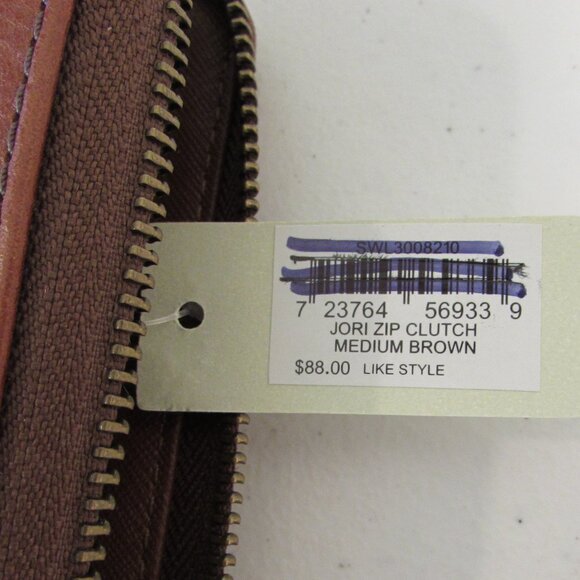 SWL3008210
7 23764 56933 9
JORI ZIP CLUTCH
MEDIUM BROWN
$88.00 LIKE STYLE